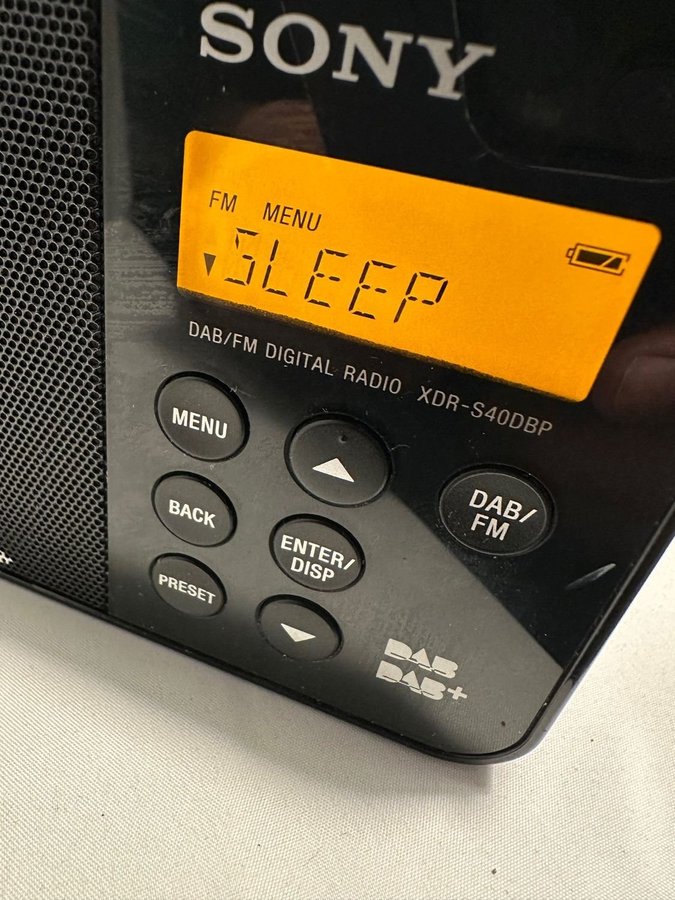 SONY
FM MENU
SLEEP
DAB/FM DIGITAL RADIO XDR-S40DBP
MENU
BACK
PRESET
ENTER/
DISP
DAB/
FM
DAB
DAB+